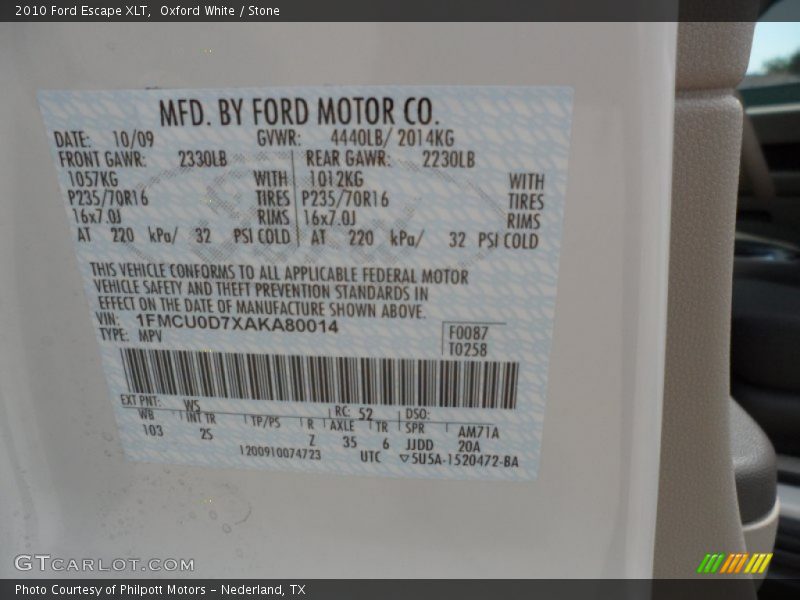 2010 Ford Escape XLT,  Oxford White / Stone
MFD. BY FORD MOTOR CO.
DATE: 10/09 GVWR: 4440LB/ 2014KG
FRONT GAWR: 2330LB REAR GAWR: 2230LB
1057KG WITH 1012KG WITH
P235/70R16 TIRES P235/70R16 TIRES
16x7.0J RIMS 16x7.0J RIMS
AT 220 kPa/ 32 PSI COLD AT 220 kPa/ 32 PSI COLD
THIS VEHICLE CONFORMS TO ALL APPLICABLE FEDERAL MOTOR
VEHICLE SAFETY AND THEFT PREVENTION STANDARDS IN
EFFECT ON THE DATE OF MANUFACTURE SHOWN ABOVE.
VIN: 1FMCU0D7XAKA80014 F0087
TYPE: MPV T0258
EXT PNT: WS RC: 52 DSO:
WB INT TR TP/PS R AXLE TR SPR AM71A
103 2S Z 35 6 JJDD 20A
1200910074723 UTC ▽5U5A-1520472-BA
GTCARLOT.COM
Photo Courtesy of Philpott Motors – Nederland, TX